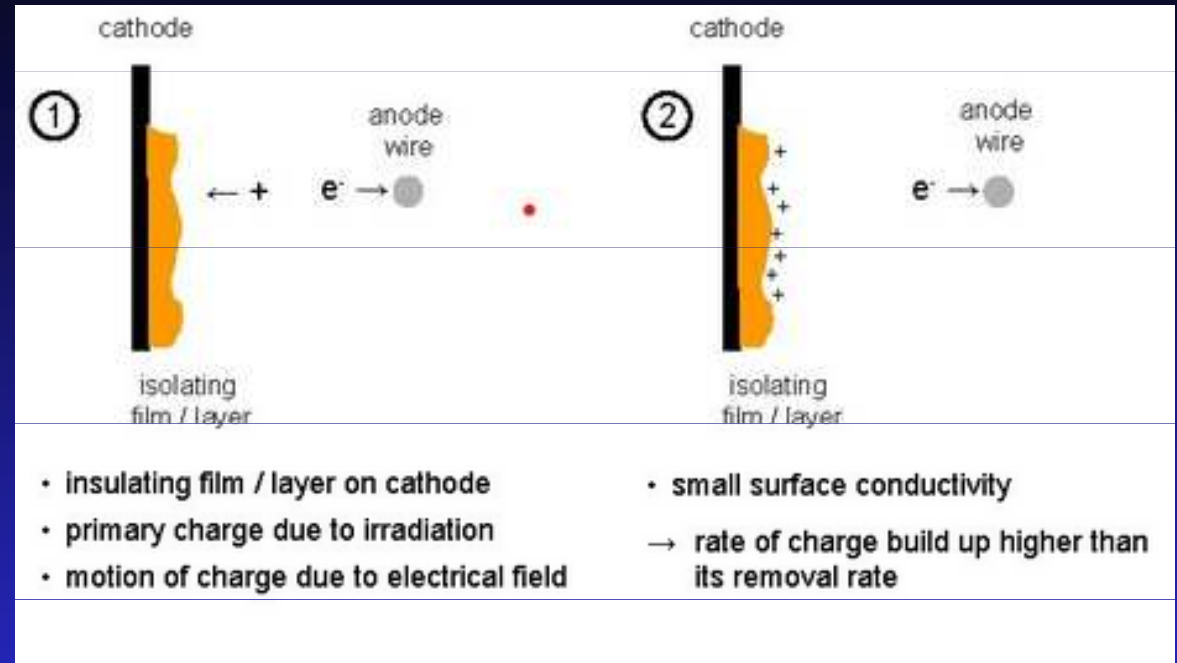 cathode
①
anode
wire
← + e⁻ →
isolating
film / layer
• insulating film / layer on cathode
• primary charge due to irradiation
• motion of charge due to electrical field
cathode
②
anode
wire
+
+
+
+
+
+
+
e⁻ →
isolating
film / layer
• small surface conductivity
→ rate of charge build up higher than
its removal rate